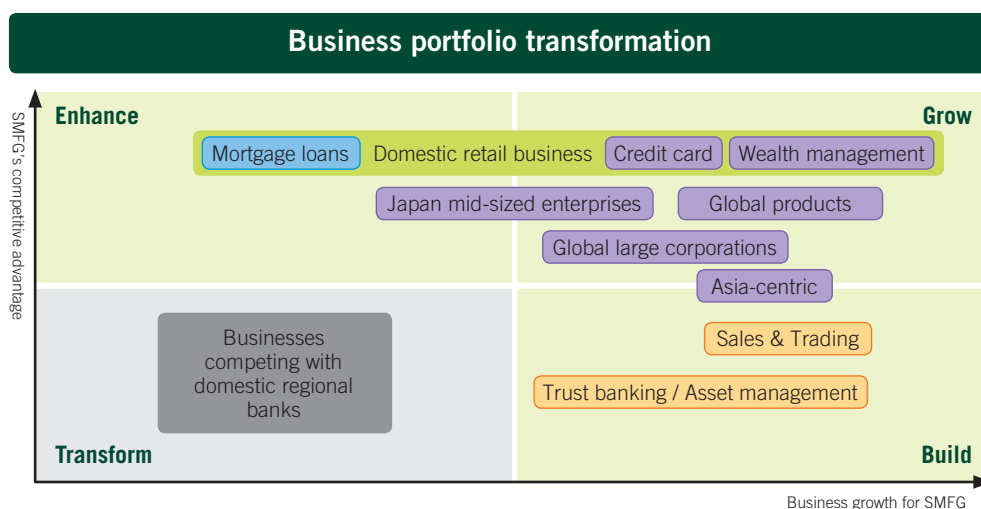 Business portfolio transformation
SMFG's competitive advantage
Enhance
Grow
Mortgage loans
Domestic retail business
Credit card
Wealth management
Japan mid-sized enterprises
Global products
Global large corporations
Asia-centric
Businesses
competing with
domestic regional
banks
Sales & Trading
Trust banking / Asset management
Transform
Build
Business growth for SMFG